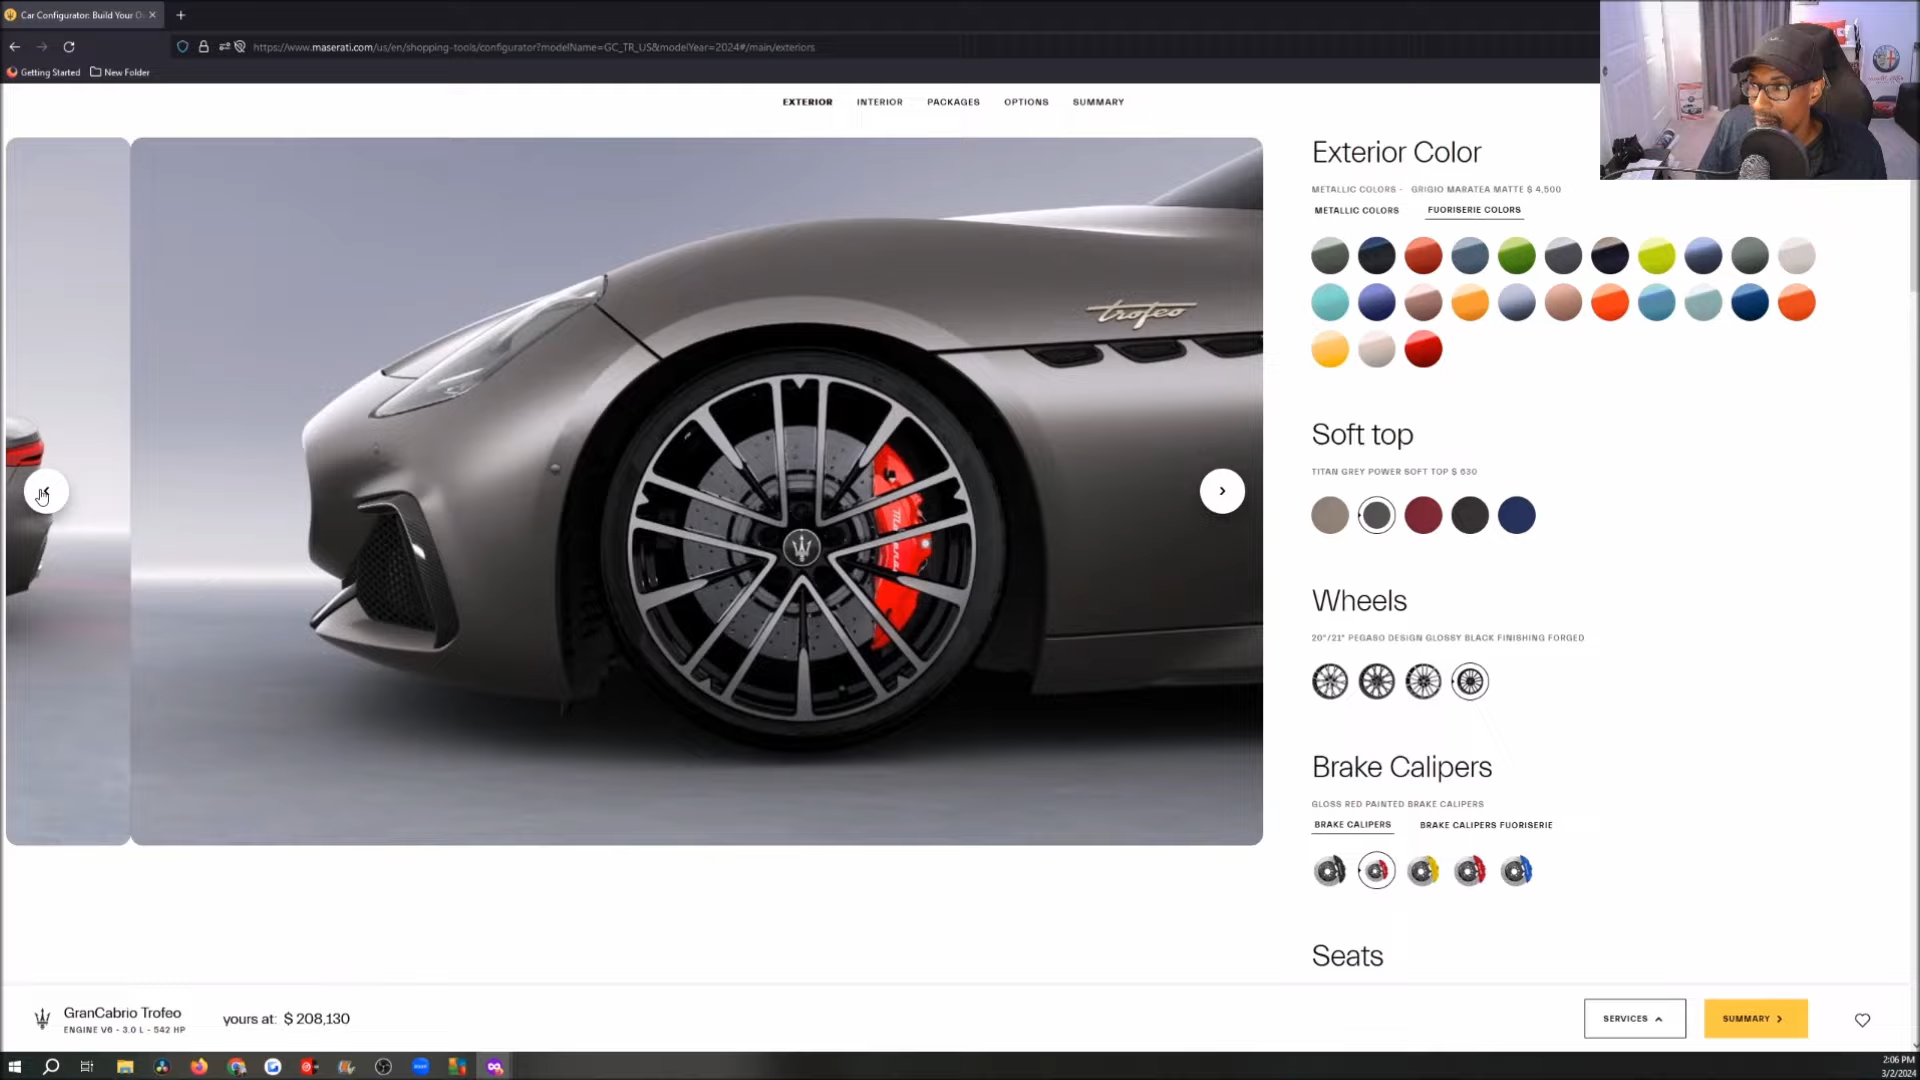 Car Configurator: Build Your O
https://www.maserati.com/us/en/shopping-tools/configurator?modelName=GC_TR_US&modelYear=2024#/main/exteriors
Getting Started
New Folder
EXTERIOR
INTERIOR
PACKAGES
OPTIONS
SUMMARY
trofeo
Maserati
Exterior Color
METALLIC COLORS - GRIGIO MARATEA MATTE $ 4,500
METALLIC COLORS
FUORISERIE COLORS
Soft top
TITAN GREY POWER SOFT TOP $ 630
Wheels
20"/21" PEGASO DESIGN GLOSSY BLACK FINISHING FORGED
Brake Calipers
GLOSS RED PAINTED BRAKE CALIPERS
BRAKE CALIPERS
BRAKE CALIPERS FUORISERIE
Seats
GranCabrio Trofeo
ENGINE V6 - 3.0 L - 542 HP
yours at: $ 208,130
SERVICES
SUMMARY
2:06 PM
3/2/2024